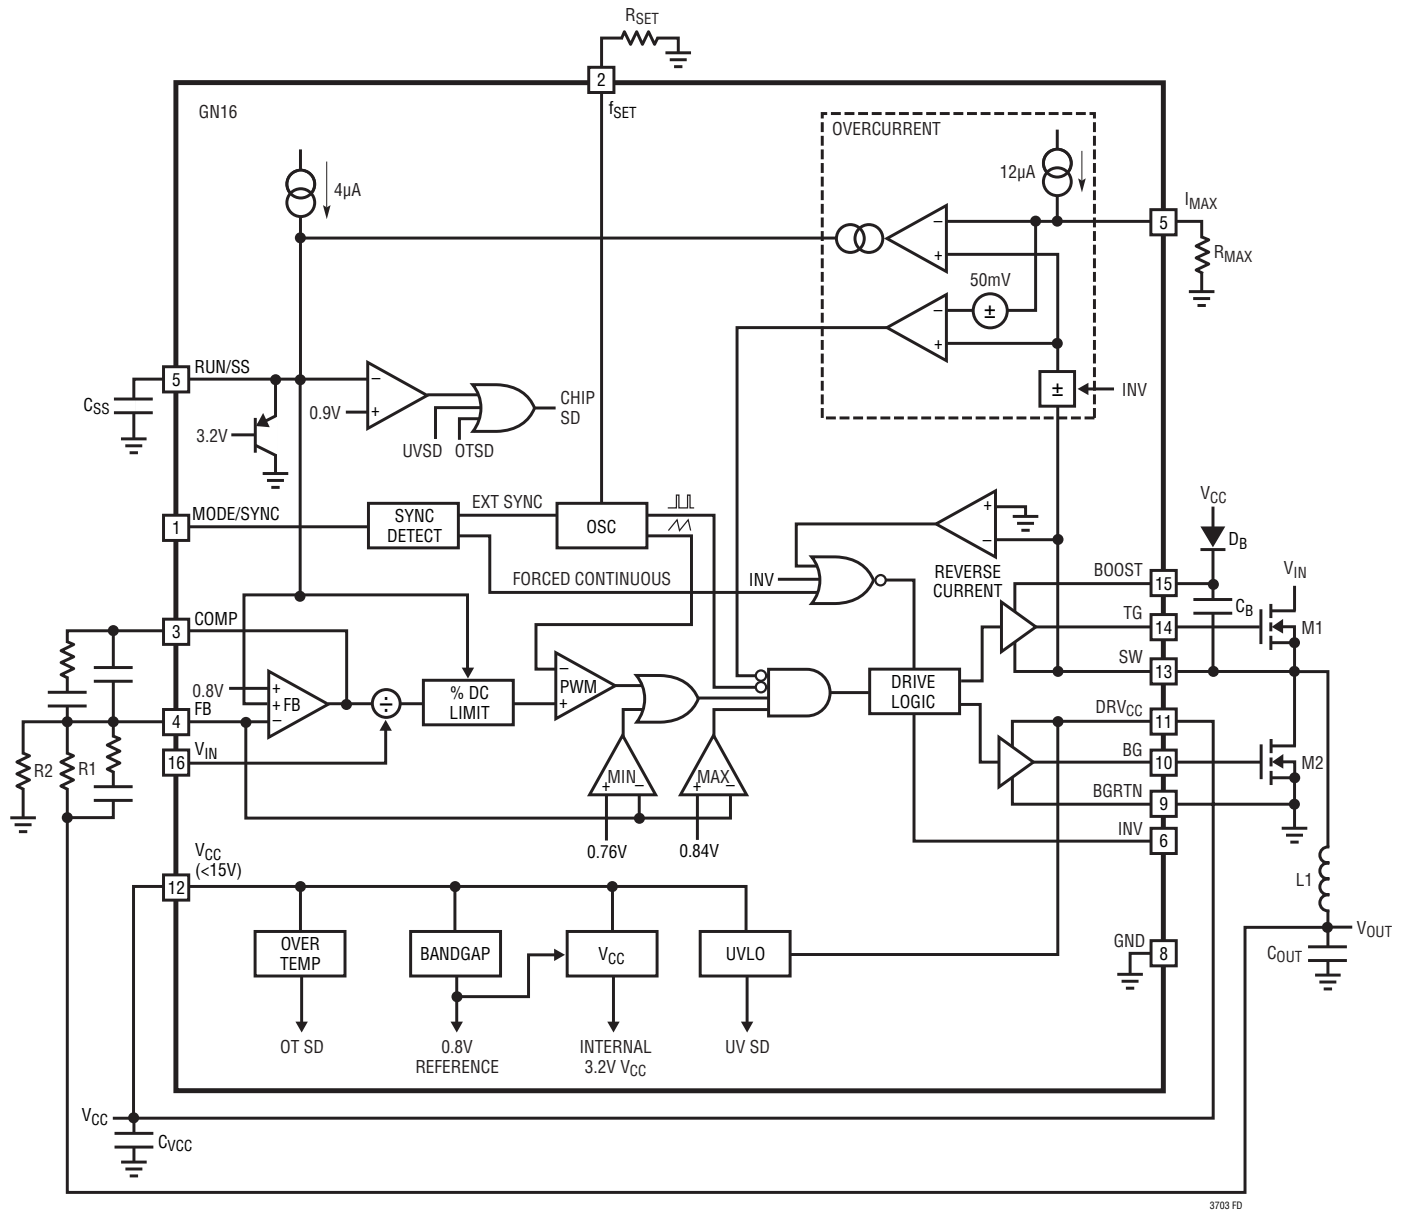 RSET
2
fSET
GN16
OVERCURRENT
4µA
12µA
IMAX
5
RMAX
–
+
50mV
±
–
+
±
INV
RUN/SS
5
CSS
3.2V
0.9V
–
+
UVSD
OTSD
CHIP
SD
MODE/SYNC
1
SYNC
DETECT
EXT SYNC
OSC
FORCED CONTINUOUS
INV
+
–
REVERSE
CURRENT
VCC
DB
BOOST
15
VIN
CB
TG
14
M1
SW
13
COMP
3
0.8V
FB
4
+
+
–
FB
÷
% DC
LIMIT
–
PWM
+
DRIVE
LOGIC
DRVCC
11
BG
10
M2
BGRTN
9
INV
6
VIN
16
R2
R1
MIN
+
–
MAX
+
–
0.76V
0.84V
VCC
(<15V)
12
L1
VOUT
COUT
GND
8
OVER
TEMP
BANDGAP
VCC
UVLO
OT SD
0.8V
REFERENCE
INTERNAL
3.2V VCC
UV SD
VCC
CVCC
3703 FD